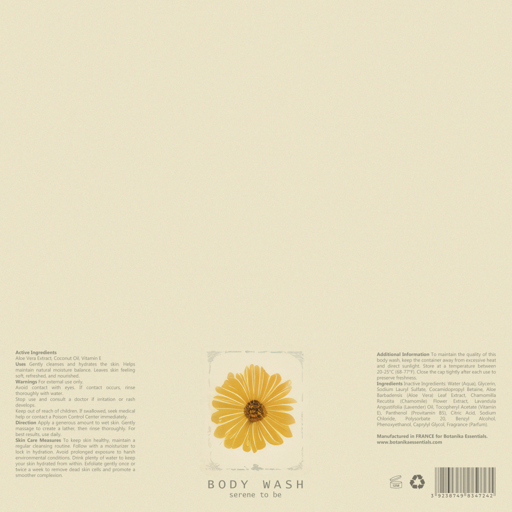 Active Ingredients
Aloe Vera Extract, Coconut Oil, Vitamin E
Uses Gently cleanses and hydrates the skin. Helps
maintain natural moisture balance. Leaves skin feeling
soft, refreshed, and nourished.
Warnings For external use only.
Avoid contact with eyes. If contact occurs, rinse
thoroughly with water.
Stop use and consult a doctor if irritation or rash
develops.
Keep out of reach of children. If swallowed, seek medical
help or contact a Poison Control Center immediately.
Direction Apply a generous amount to wet skin. Gently
massage to create a lather, then rinse thoroughly. For
best results, use daily.
Skin Care Measures To keep skin healthy, maintain a
regular cleansing routine. Follow with a moisturizer to
lock in hydration. Avoid prolonged exposure to harsh
environmental conditions. Drink plenty of water to keep
your skin hydrated from within. Exfoliate gently once or
twice a week to remove dead skin cells and promote a
smoother complexion.
BODY WASH
serene to be
Additional Information To maintain the quality of this
body wash, keep the container away from excessive heat
and direct sunlight. Store at a temperature between
20-25°C (68-77°F). Close the cap tightly after each use to
preserve freshness.
Ingredients Inactive Ingredients: Water (Aqua), Glycerin,
Sodium Lauryl Sulfate, Cocamidopropyl Betaine, Aloe
Barbadensis (Aloe Vera) Leaf Extract, Chamomilla
Recutita (Chamomile) Flower Extract, Lavandula
Angustifolia (Lavender) Oil, Tocopheryl Acetate (Vitamin
E), Panthenol (Provitamin B5), Citric Acid, Sodium
Chloride, Polysorbate 20, Benzyl Alcohol,
Phenoxyethanol, Caprylyl Glycol, Fragrance (Parfum).
Manufactured in FRANCE for Botanika Essentials.
www.botanikaessentials.com